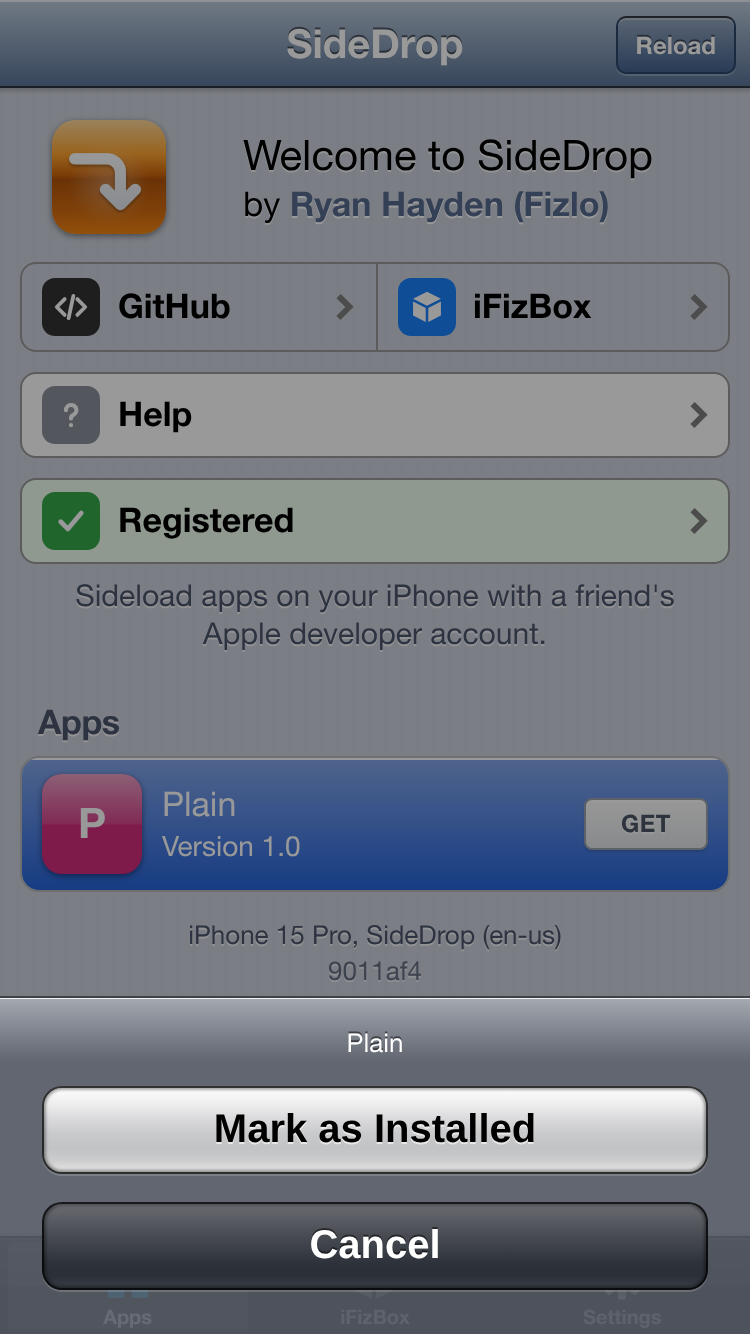 SideDrop
Reload
Welcome to SideDrop
by Ryan Hayden (Fizlo)
GitHub
iFizBox
?
Help
Registered
Sideload apps on your iPhone with a friend's
Apple developer account.
Apps
P
Plain
Version 1.0
GET
iPhone 15 Pro, SideDrop (en-us)
9011af4
Plain
Mark as Installed
Cancel
Apps
iFizBox
Settings